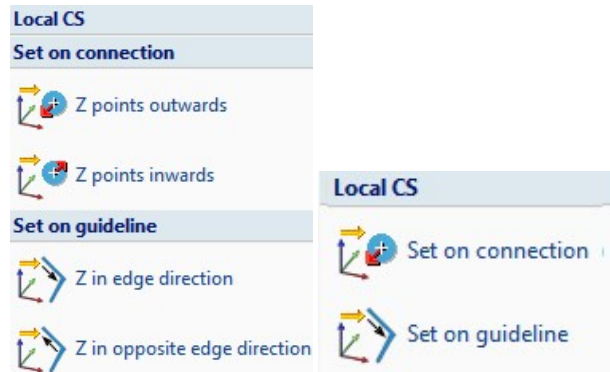 Local CS
Set on connection
Z points outwards
Z points inwards
Set on guideline
Z in edge direction
Z in opposite edge direction
Local CS
Set on connection
Set on guideline